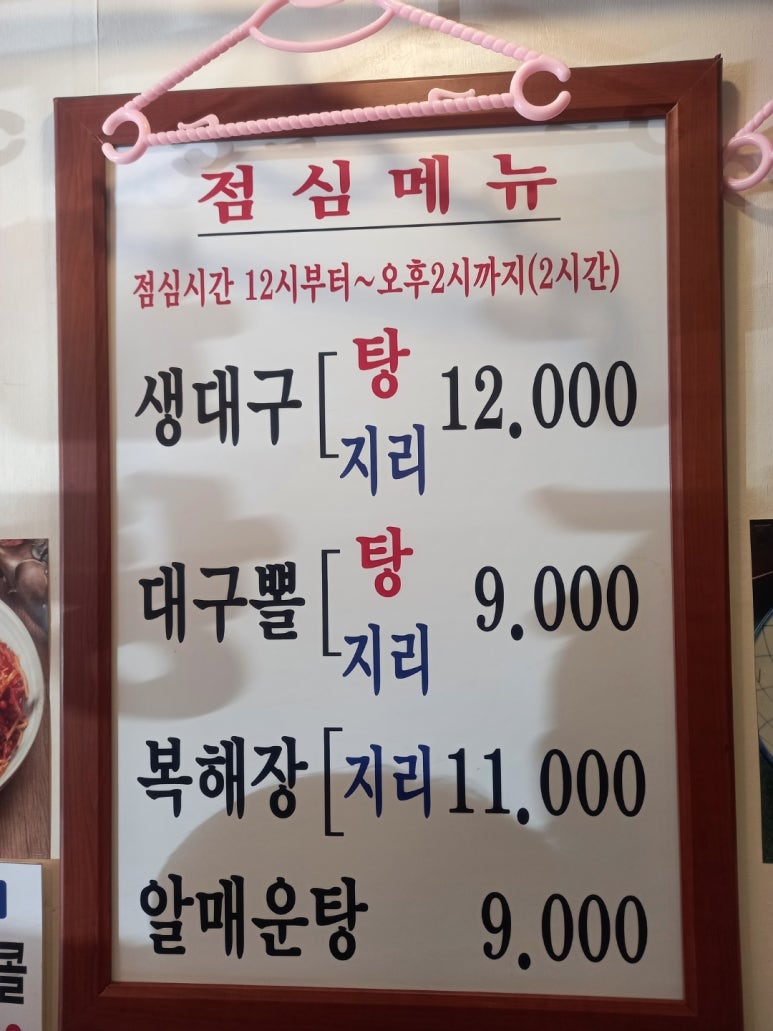 점심메뉴
점심시간 12시부터~오후2시까지(2시간)
생대구 [ 탕 12.000
지리
대구뽈 [ 탕 9.000
지리
복해장 [ 지리 11.000
알매운탕 9.000
콜